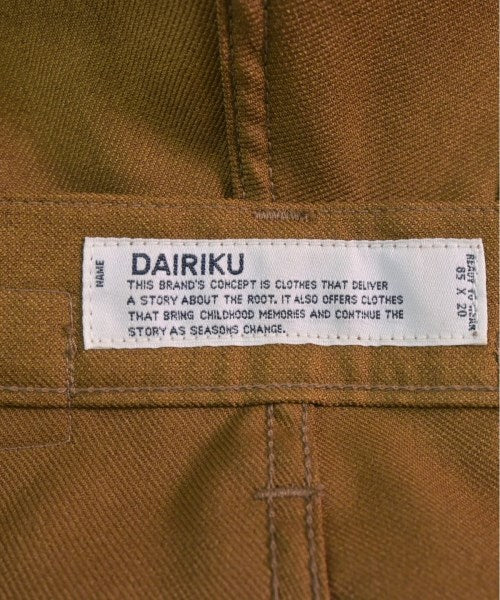 NAME
DAIRIKU
THIS BRAND'S CONCEPT IS CLOTHES THAT DELIVER
A STORY ABOUT THE ROOT. IT ALSO OFFERS CLOTHES
THAT BRING CHILDHOOD MEMORIES AND CONTINUE THE
STORY AS SEASONS CHANGE.
READY TO
85 X 20